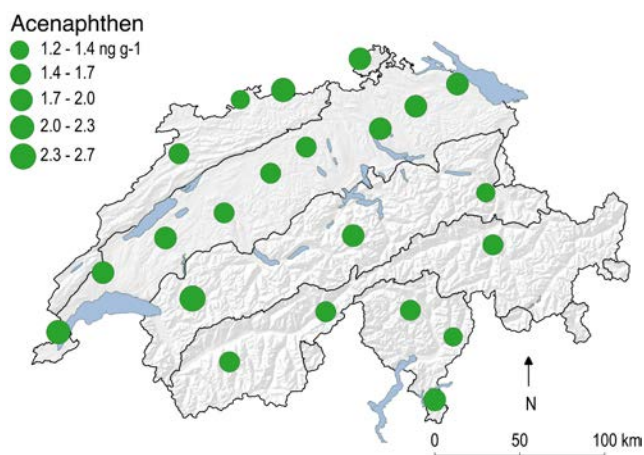 Acenaphthen
1.2 - 1.4 ng g-1
1.4 - 1.7
1.7 - 2.0
2.0 - 2.3
2.3 - 2.7
N
0 50 100 km